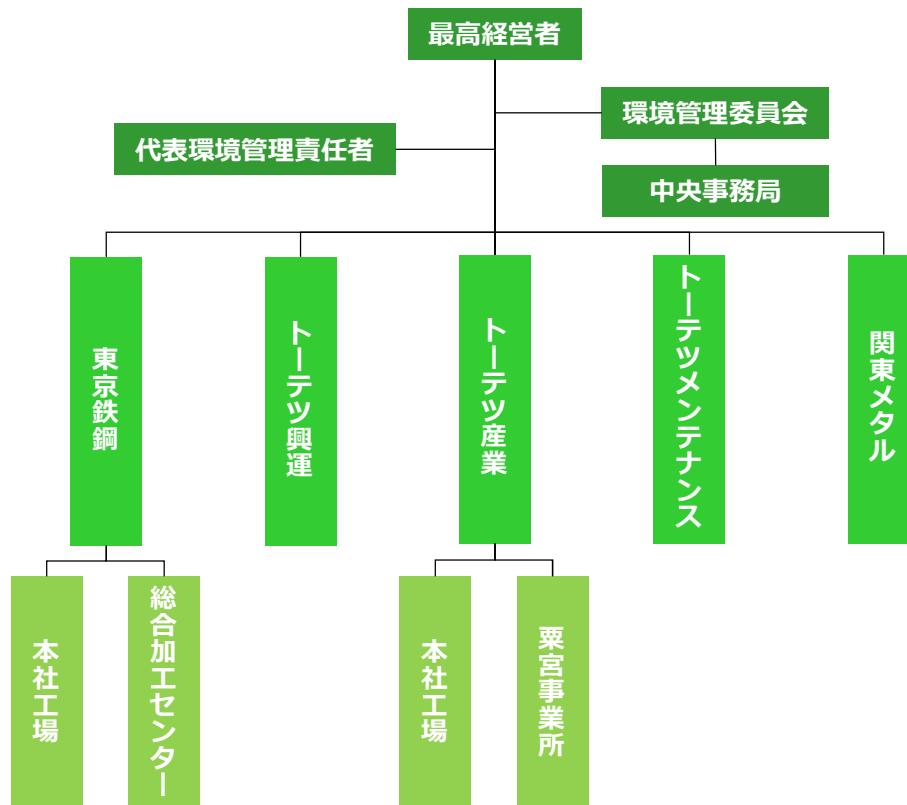 最高経営者
環境管理委員会
代表環境管理責任者
中央事務局
東京鉄鋼
トーテツ興運
トーテツ産業
トーテツメンテナンス
関東メタル
本社工場
総合加工センター
本社工場
粟宮事業所